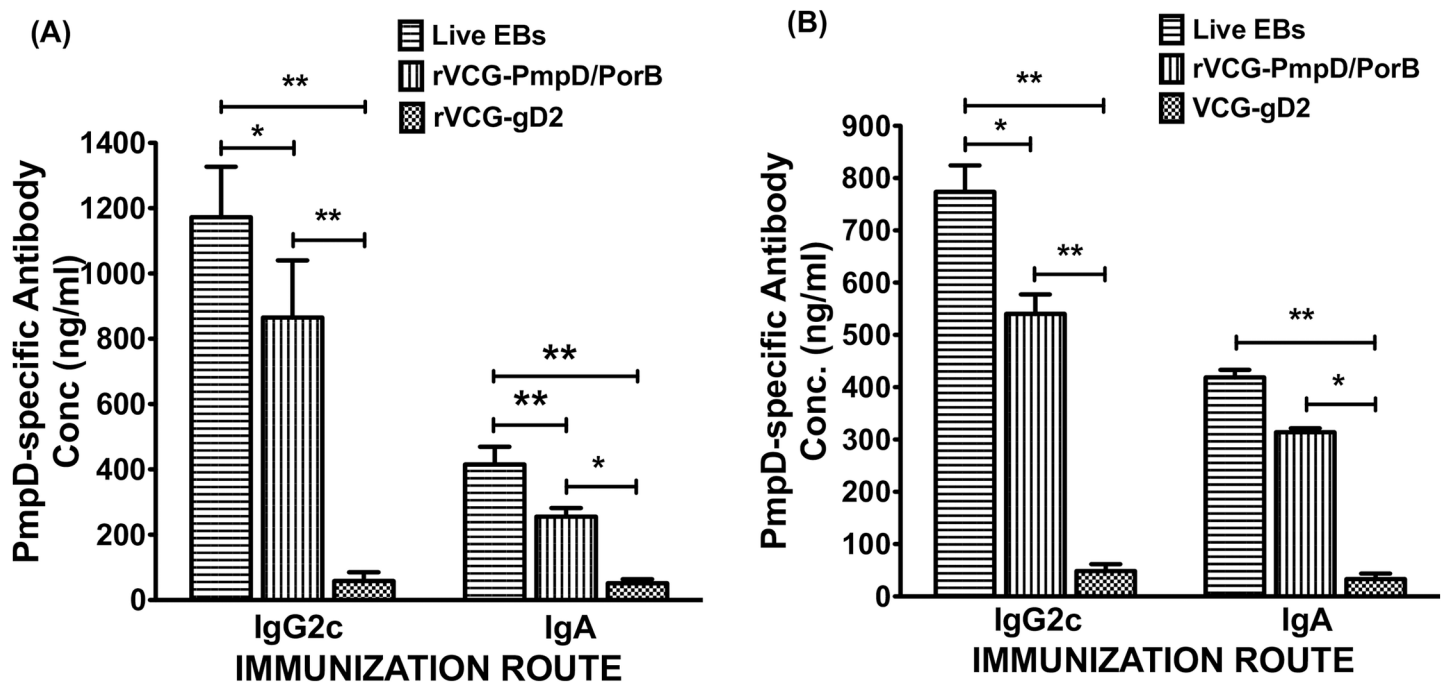 (A)
Live EBs
rVCG-PmpD/PorB
rVCG-gD2
PmpD-specific Antibody
Conc (ng/ml)
1400
1200
1000
800
600
400
200
0
**
*
**
**
**
*
IgG2c IgA
IMMUNIZATION ROUTE
(B)
Live EBs
rVCG-PmpD/PorB
VCG-gD2
PmpD-specific Antibody
Conc. (ng/ml)
900
800
700
600
500
400
300
200
100
0
**
*
**
**
*
IgG2c IgA
IMMUNIZATION ROUTE